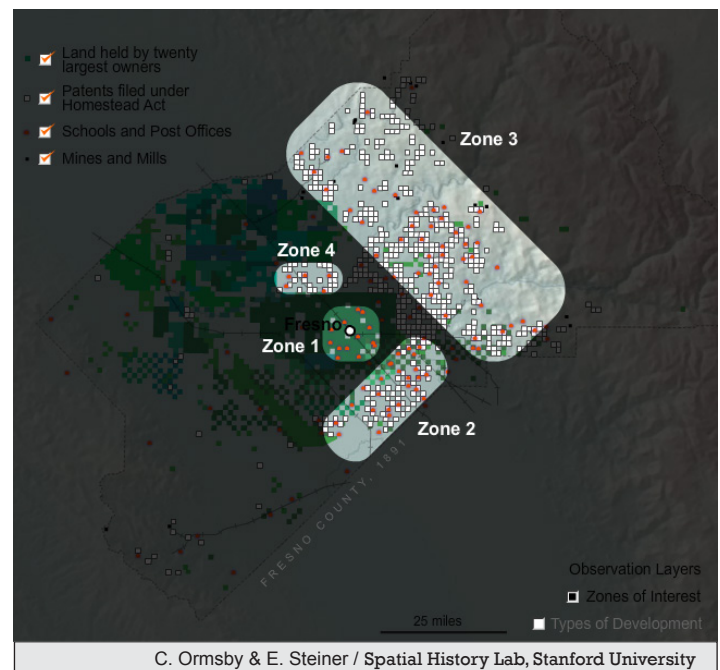 Land held by twenty
largest owners
Patents filed under
Homestead Act
Schools and Post Offices
Mines and Mills
Zone 3
Zone 4
Fresno
Zone 1
Zone 2
FRESNO COUNTY, 1891
Observation Layers
Zones of Interest
25 miles
Types of Development
C. Ormsby & E. Steiner / Spatial History Lab, Stanford University